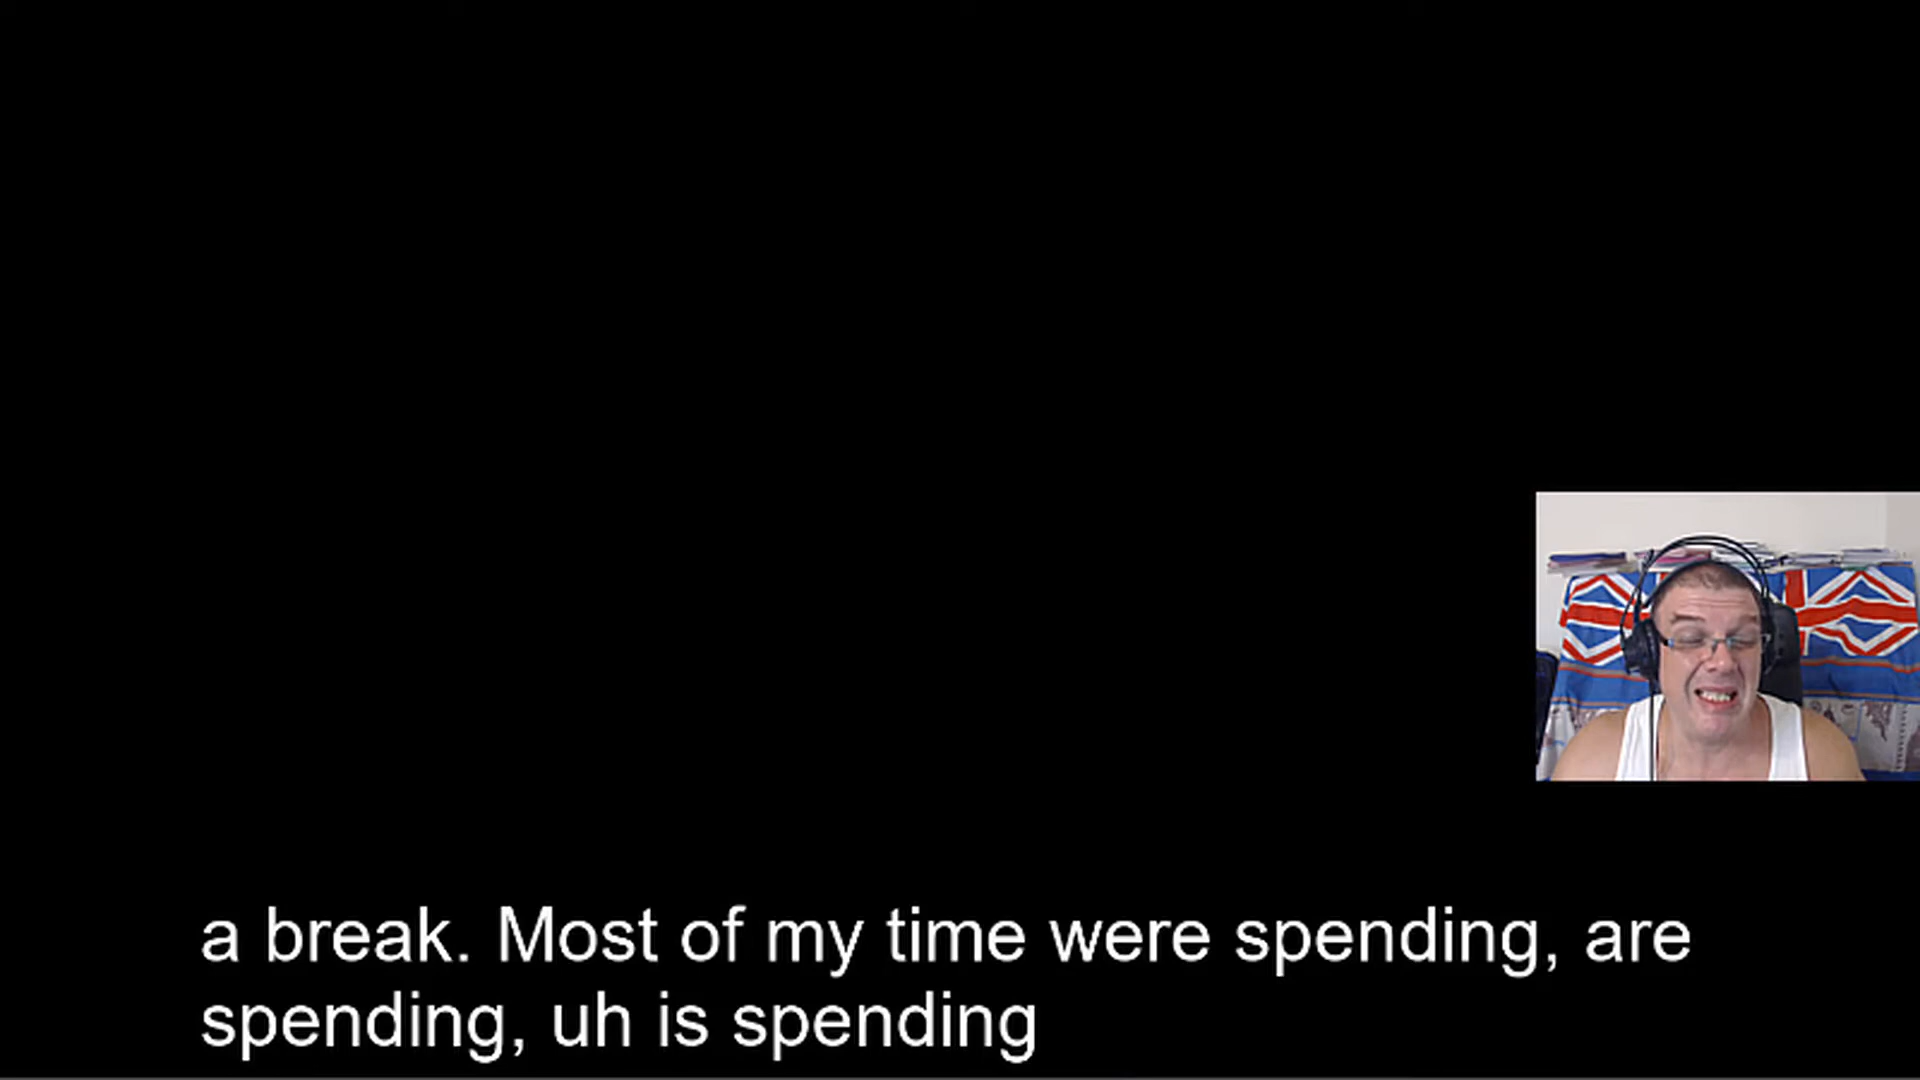 a break. Most of my time were spending, are
spending, uh is spending